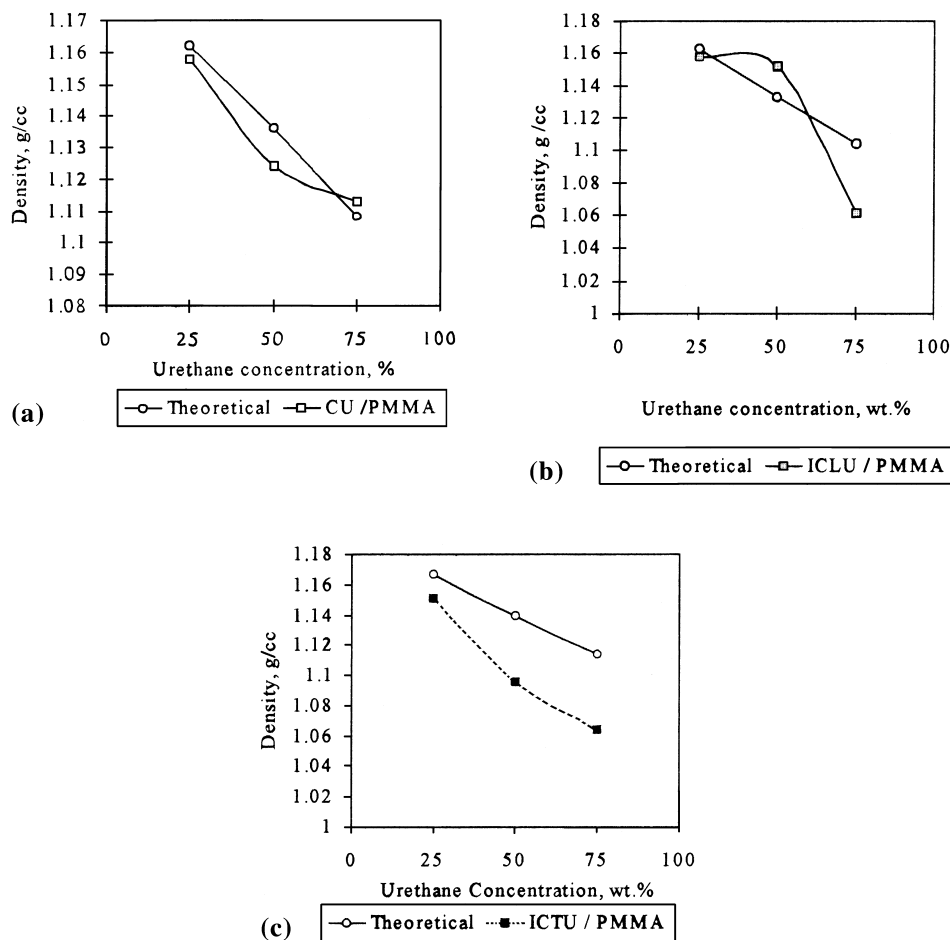 1.17
1.16
1.15
1.14
1.13
1.12
1.11
1.1
1.09
1.08
Density, g/cc
0 25 50 75 100
Urethane concentration, %
Theoretical CU /PMMA
(a)
1.18
1.16
1.14
1.12
1.1
1.08
1.06
1.04
1.02
1
Density, g /cc
0 25 50 75 100
Urethane concentration, wt.%
Theoretical ICLU / PMMA
(b)
1.18
1.16
1.14
1.12
1.1
1.08
1.06
1.04
1.02
1
Density, g/cc
0 25 50 75 100
Urethane Concentration, wt.%
Theoretical ICTU / PMMA
(c)